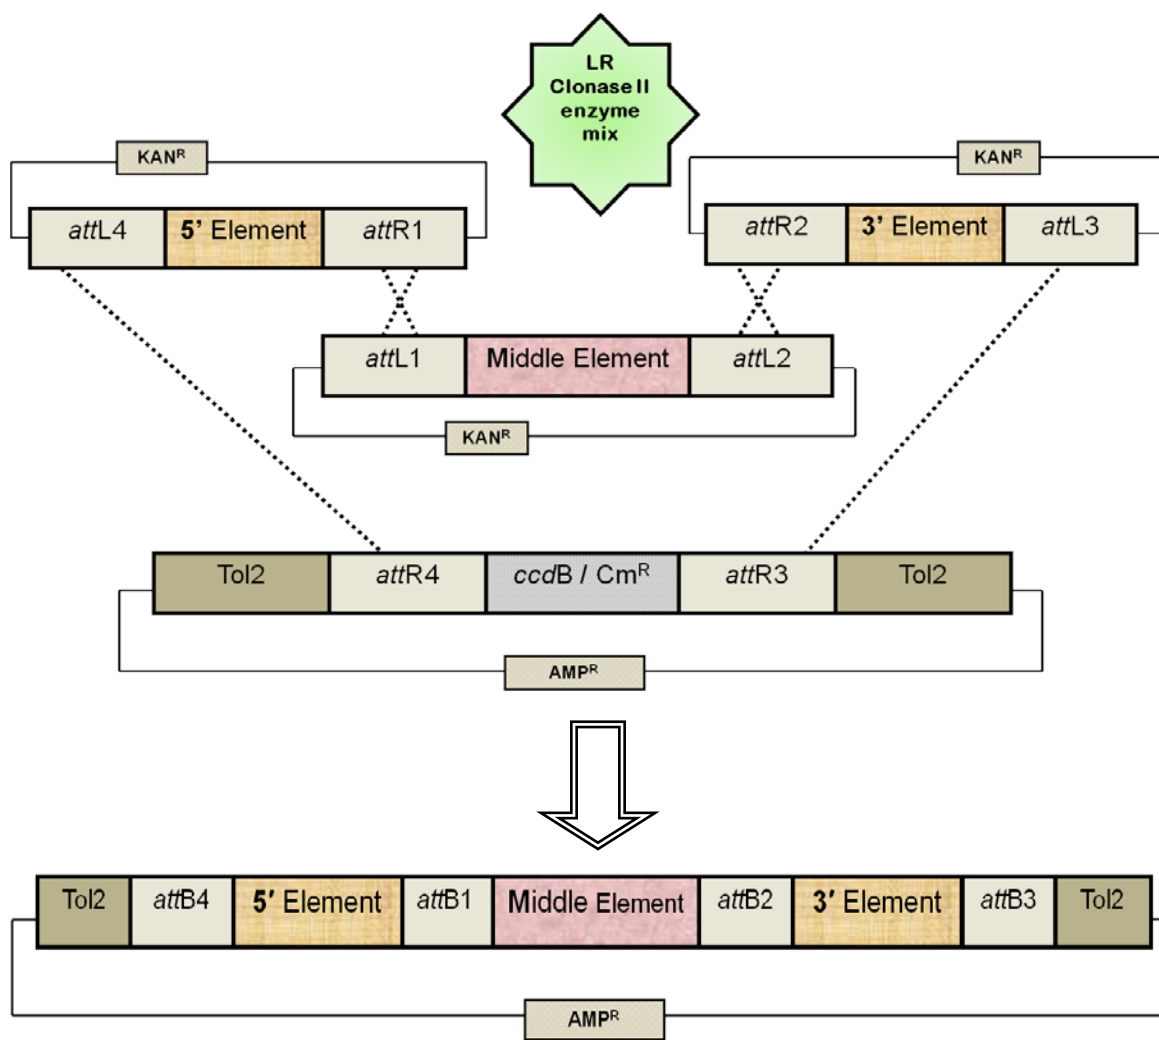 LR
Clonase II
enzyme
mix
KANᴿ
KANᴿ
attL4 5’ Element attR1
attR2 3’ Element attL3
attL1 Middle Element attL2
KANᴿ
Tol2 attR4 ccdB / Cmᴿ attR3 Tol2
AMPᴿ
Tol2 attB4 5′ Element attB1 Middle Element attB2 3′ Element attB3 Tol2
AMPᴿ